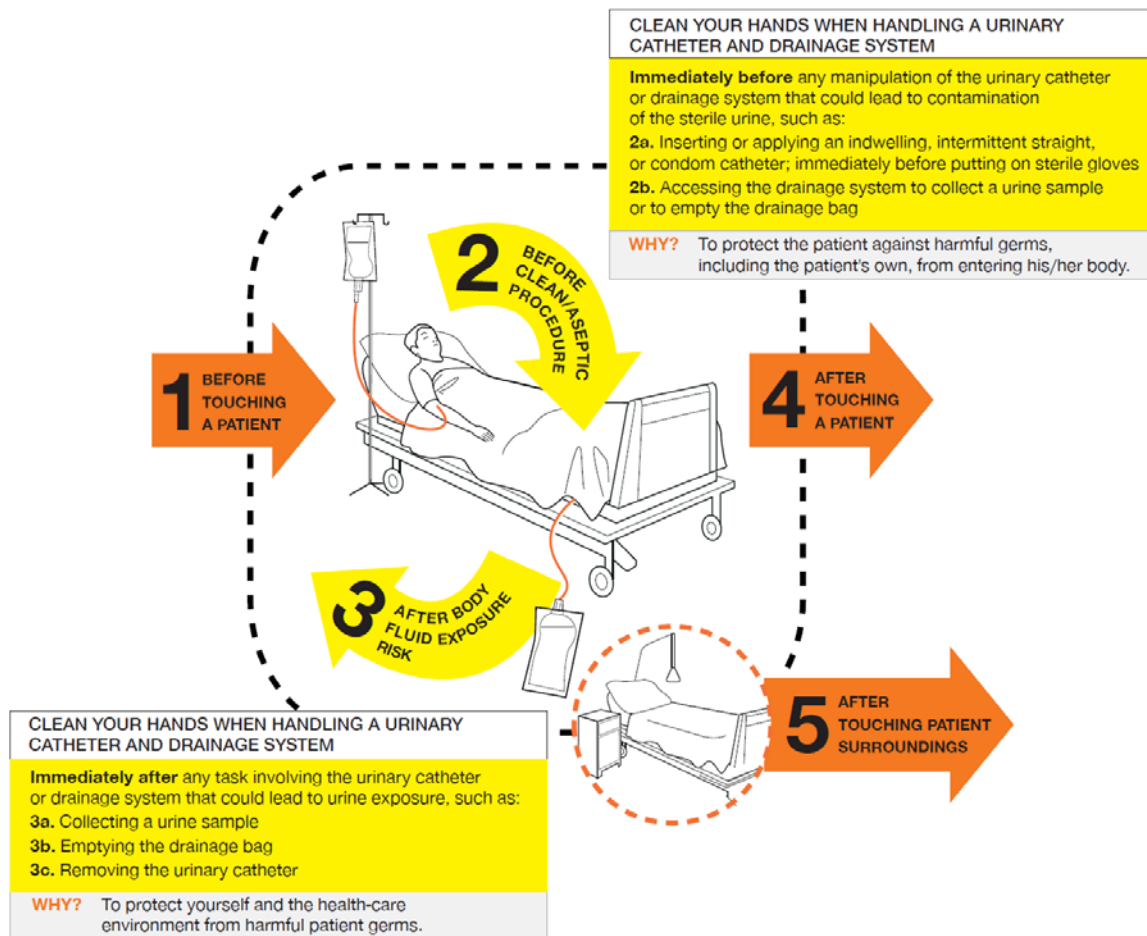 CLEAN YOUR HANDS WHEN HANDLING A URINARY
CATHETER AND DRAINAGE SYSTEM
Immediately before any manipulation of the urinary catheter
or drainage system that could lead to contamination
of the sterile urine, such as:
2a. Inserting or applying an indwelling, intermittent straight,
or condom catheter; immediately before putting on sterile gloves
2b. Accessing the drainage system to collect a urine sample
or to empty the drainage bag
WHY? To protect the patient against harmful germs,
including the patient's own, from entering his/her body.
1
BEFORE
TOUCHING
A PATIENT
2
BEFORE
CLEAN/ASEPTIC
PROCEDURE
3
AFTER BODY
FLUID EXPOSURE
RISK
4
AFTER
TOUCHING
A PATIENT
5
AFTER
TOUCHING PATIENT
SURROUNDINGS
CLEAN YOUR HANDS WHEN HANDLING A URINARY
CATHETER AND DRAINAGE SYSTEM
Immediately after any task involving the urinary catheter
or drainage system that could lead to urine exposure, such as:
3a. Collecting a urine sample
3b. Emptying the drainage bag
3c. Removing the urinary catheter
WHY? To protect yourself and the health-care
environment from harmful patient germs.